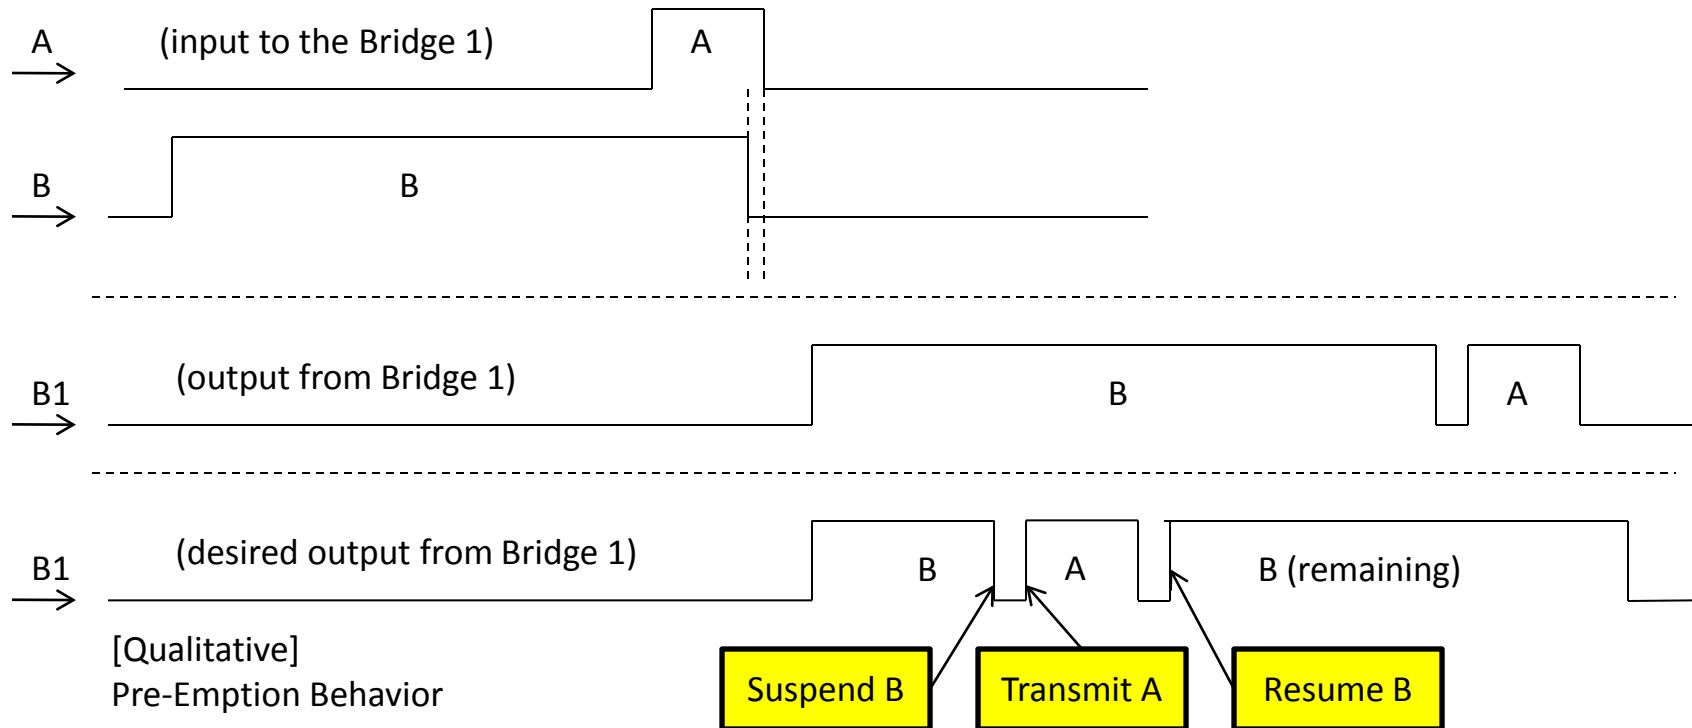 A
(input to the Bridge 1)
A
B
B
B1
(output from Bridge 1)
B
A
B1
(desired output from Bridge 1)
B
A
B (remaining)
[Qualitative]
Pre-Emption Behavior
Suspend B
Transmit A
Resume B